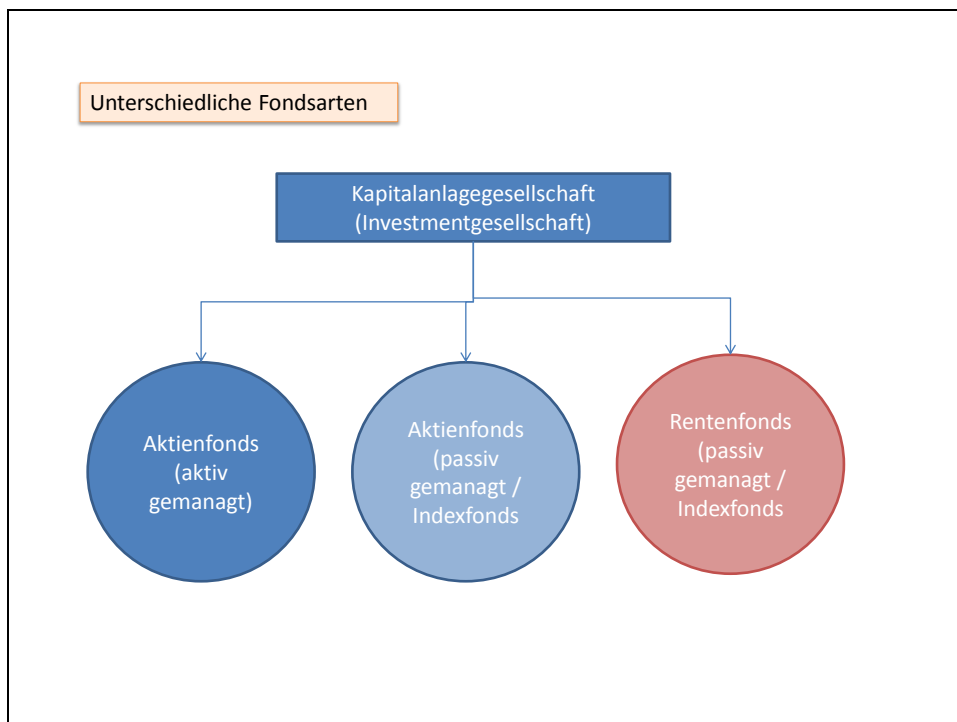 Unterschiedliche Fondsarten
Kapitalanlagegesellschaft
(Investmentgesellschaft)
Aktienfonds
(aktiv
gemanagt)
Aktienfonds
(passiv
gemanagt /
Indexfonds
Rentenfonds
(passiv
gemanagt /
Indexfonds